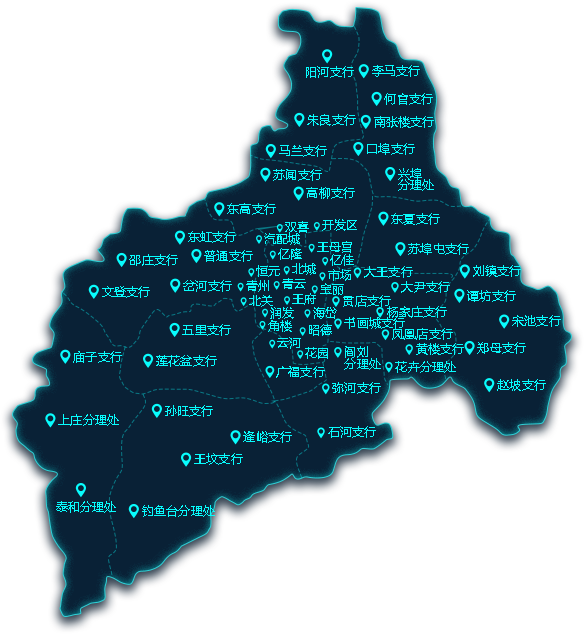 阳河支行
李马支行
何官支行
朱良支行
南张楼支行
马兰支行
口埠支行
苏闻支行
兴埠
分理处
高柳支行
东高支行
东夏支行
双春
开发区
东虹支行
汽配城
王母宫
苏埠屯支行
邵庄支行
普通支行
亿隆
亿佳
恒元
北城
市场
大王支行
刘镜支行
文登支行
岔河支行
青州
青云
宝丽
大尹支行
谭坊支行
北关
王府
贯店支行
润发
海岱
杨家庄支行
五里支行
角楼
昭德
书画城支行
宋池支行
凤凰店支行
云河
庙子支行
莲花盆支行
花园
阎刘
分理处
黄楼支行
郑母支行
广福支行
花卉分理处
弥河支行
赵坡支行
孙旺支行
上庄分理处
逄峪支行
石河支行
王坟支行
泰和分理处
钓鱼台分理处